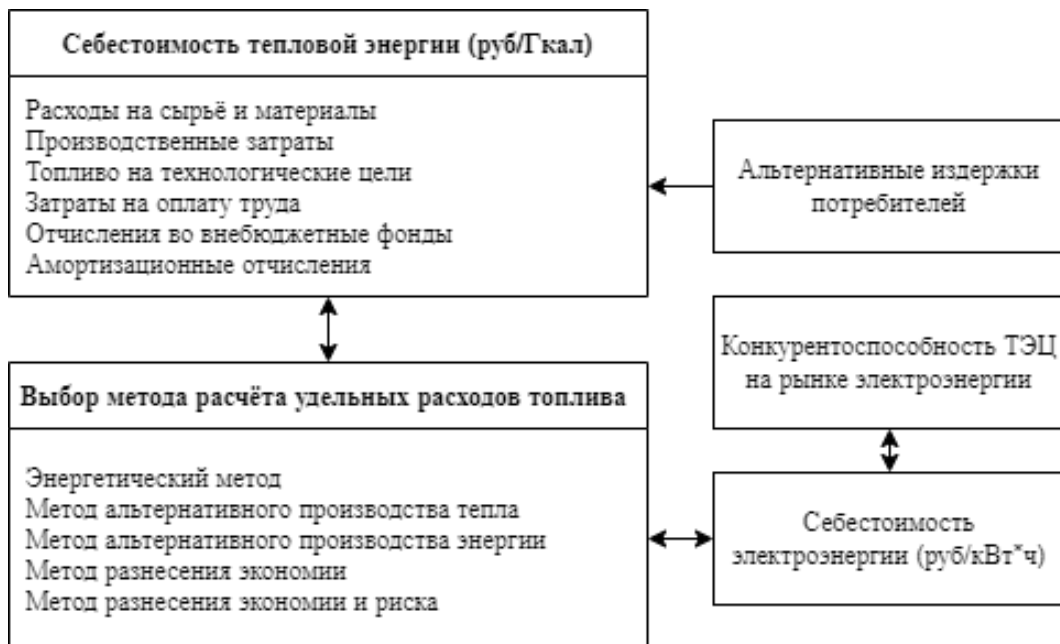 Себестоимость тепловой энергии (руб/Гкал)
Расходы на сырьё и материалы
Производственные затраты
Топливо на технологические цели
Затраты на оплату труда
Отчисления во внебюджетные фонды
Амортизационные отчисления
Альтернативные издержки
потребителей
Конкурентоспособность ТЭЦ
на рынке электроэнергии
Выбор метода расчёта удельных расходов топлива
Энергетический метод
Метод альтернативного производства тепла
Метод альтернативного производства энергии
Метод разнесения экономии
Метод разнесения экономии и риска
Себестоимость
электроэнергии (руб/кВт*ч)